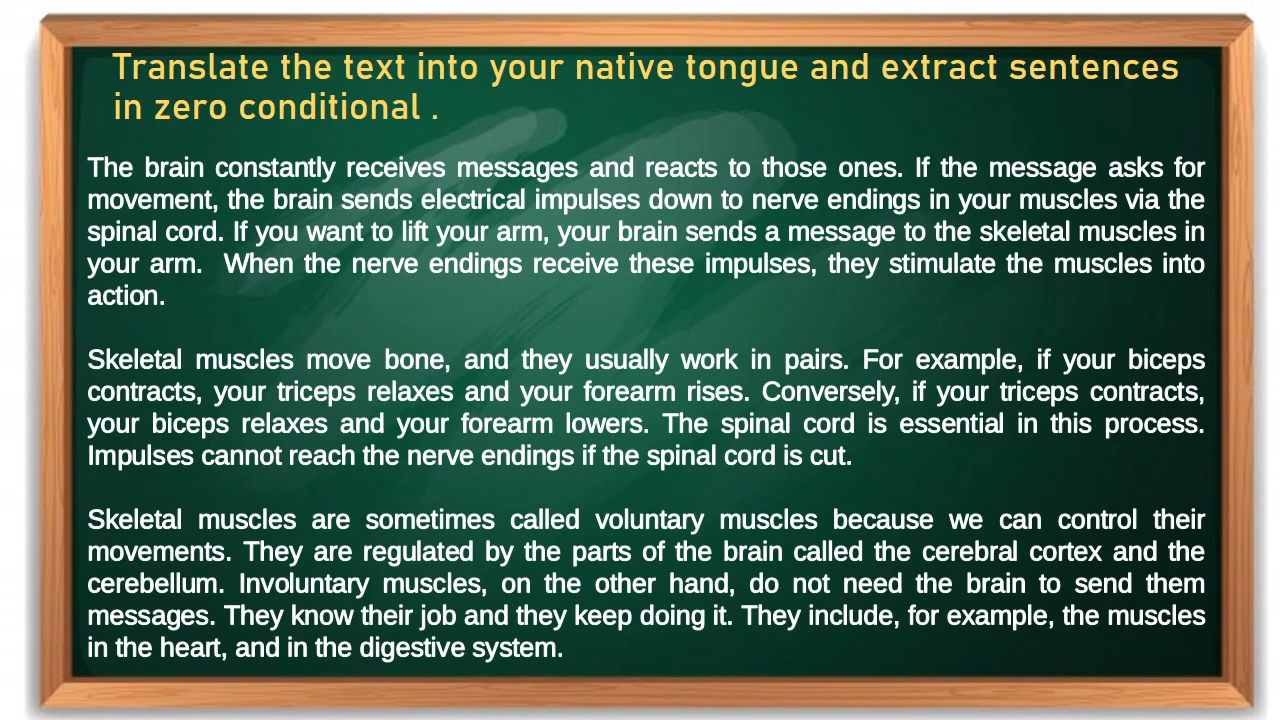 Translate the text into your native tongue and extract sentences
in zero conditional .
The brain constantly receives messages and reacts to those ones. If the message asks for
movement, the brain sends electrical impulses down to nerve endings in your muscles via the
spinal cord. If you want to lift your arm, your brain sends a message to the skeletal muscles in
your arm.  When the nerve endings receive these impulses, they stimulate the muscles into
action.
Skeletal muscles move bone, and they usually work in pairs. For example, if your biceps
contracts, your triceps relaxes and your forearm rises. Conversely, if your triceps contracts,
your biceps relaxes and your forearm lowers. The spinal cord is essential in this process.
Impulses cannot reach the nerve endings if the spinal cord is cut.
Skeletal muscles are sometimes called voluntary muscles because we can control their
movements. They are regulated by the parts of the brain called the cerebral cortex and the
cerebellum. Involuntary muscles, on the other hand, do not need the brain to send them
messages. They know their job and they keep doing it. They include, for example, the muscles
in the heart, and in the digestive system.